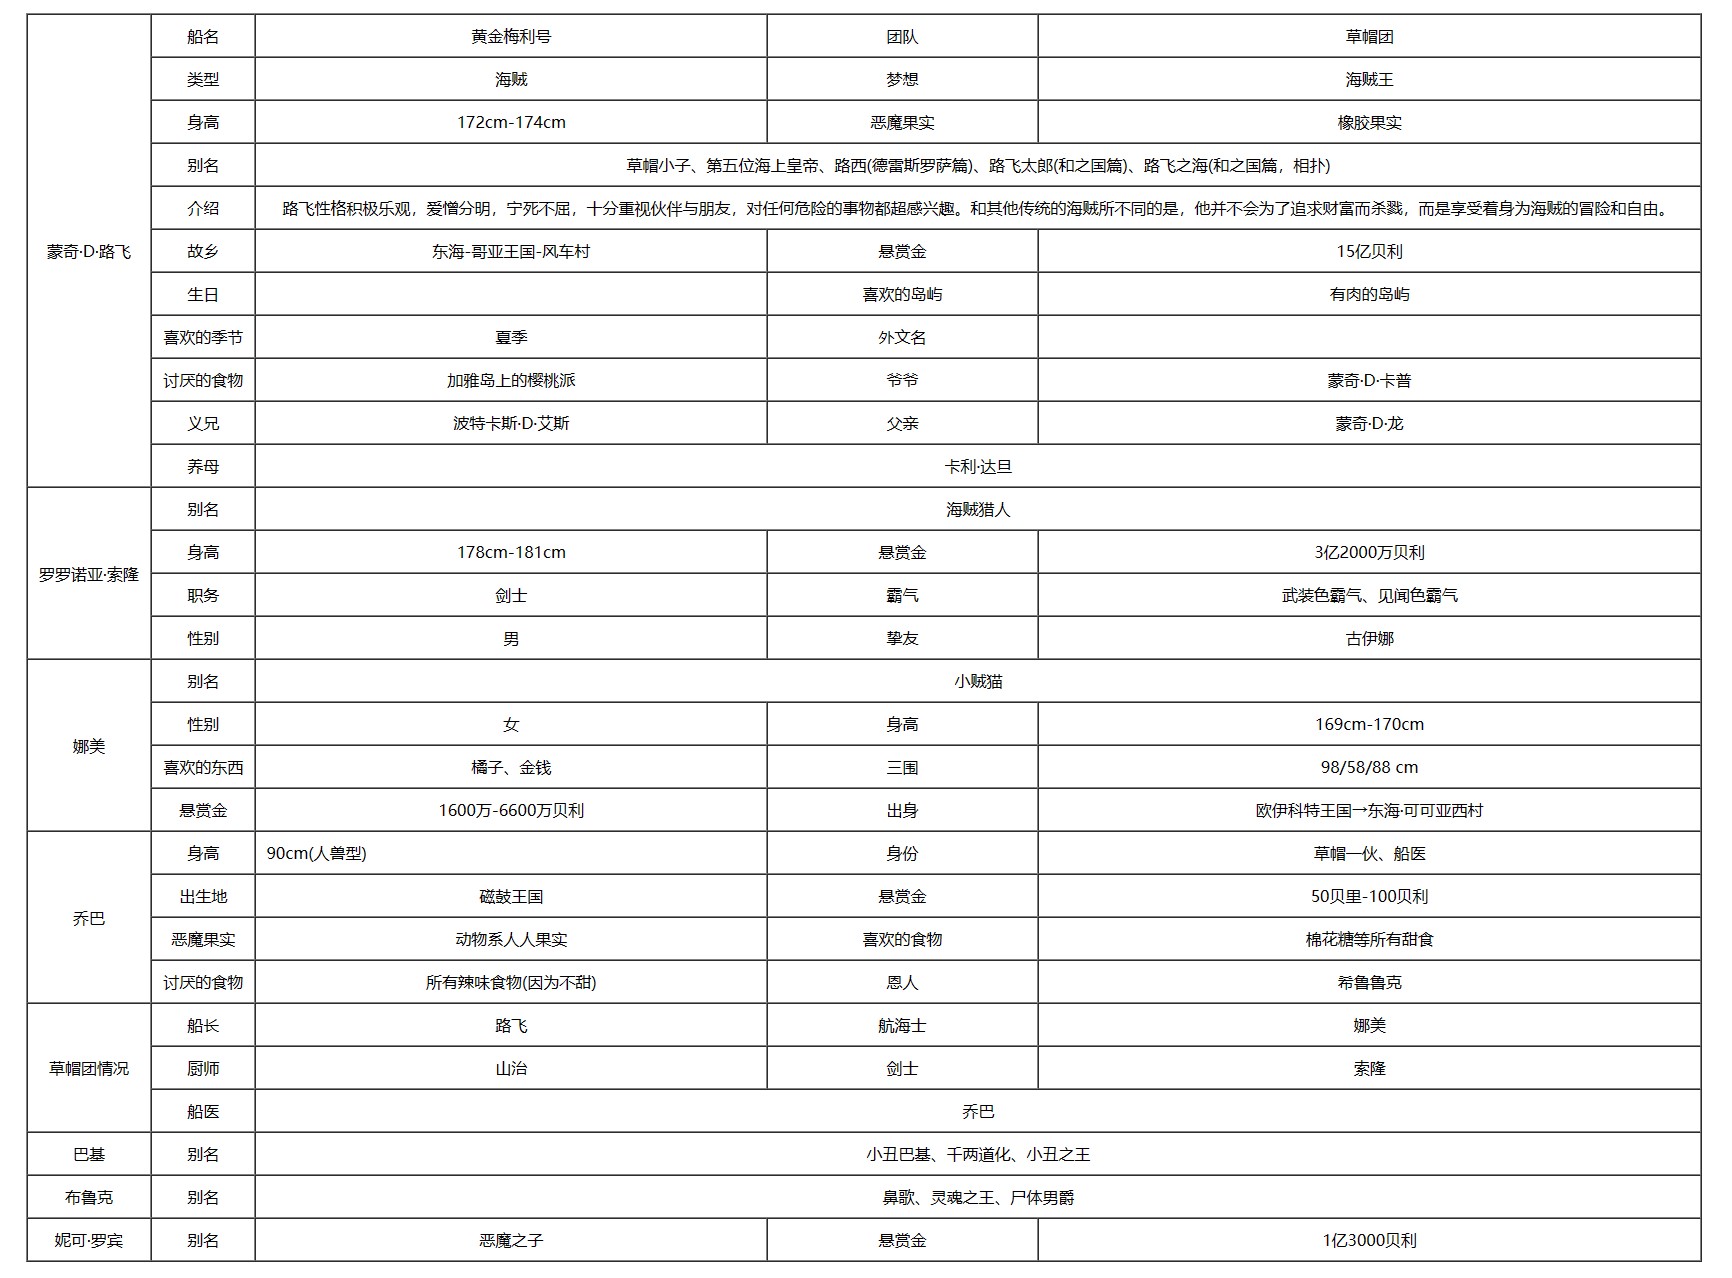 船名 黄金梅利号 团队 草帽团
类型 海贼 梦想 海贼王
身高 172cm-174cm 恶魔果实 橡胶果实
别名 草帽小子、第五位海上皇帝、路西(德雷斯罗萨篇)、路飞太郎(和之国篇)、路飞之海(和之国篇，相扑)
介绍 路飞性格积极乐观，爱憎分明，宁死不屈，十分重视伙伴与朋友，对任何危险的事物都超感兴趣。和其他传统的海贼所不同的是，他并不会为了追求财富而杀戮，而是享受着身为海贼的冒险和自由。
蒙奇·D·路飞 故乡 东海-哥亚王国-风车村 悬赏金 15亿贝利
生日 喜欢的岛屿 有肉的岛屿
喜欢的季节 夏季 外文名
讨厌的食物 加雅岛上的樱桃派 爷爷 蒙奇·D·卡普
义兄 波特卡斯·D·艾斯 父亲 蒙奇·D·龙
养母 卡利·达旦
别名 海贼猎人
身高 178cm-181cm 悬赏金 3亿2000万贝利
罗罗诺亚·索隆
职务 剑士 霸气 武装色霸气、见闻色霸气
性别 男 挚友 古伊娜
别名 小贼猫
性别 女 身高 169cm-170cm
娜美
喜欢的东西 橘子、金钱 三围 98/58/88 cm
悬赏金 1600万-6600万贝利 出身 欧伊科特王国→东海·可可亚西村
身高 90cm(人兽型) 身份 草帽一伙、船医
出生地 磁鼓王国 悬赏金 50贝里-100贝利
乔巴
恶魔果实 动物系人人果实 喜欢的食物 棉花糖等所有甜食
讨厌的食物 所有辣味食物(因为不甜) 恩人 希鲁鲁克
船长 路飞 航海士 娜美
草帽团情况 厨师 山治 剑士 索隆
船医 乔巴
巴基 别名 小丑巴基、千两道化、小丑之王
布鲁克 别名 鼻歌、灵魂之王、尸体男爵
妮可·罗宾 别名 恶魔之子 悬赏金 1亿3000贝利